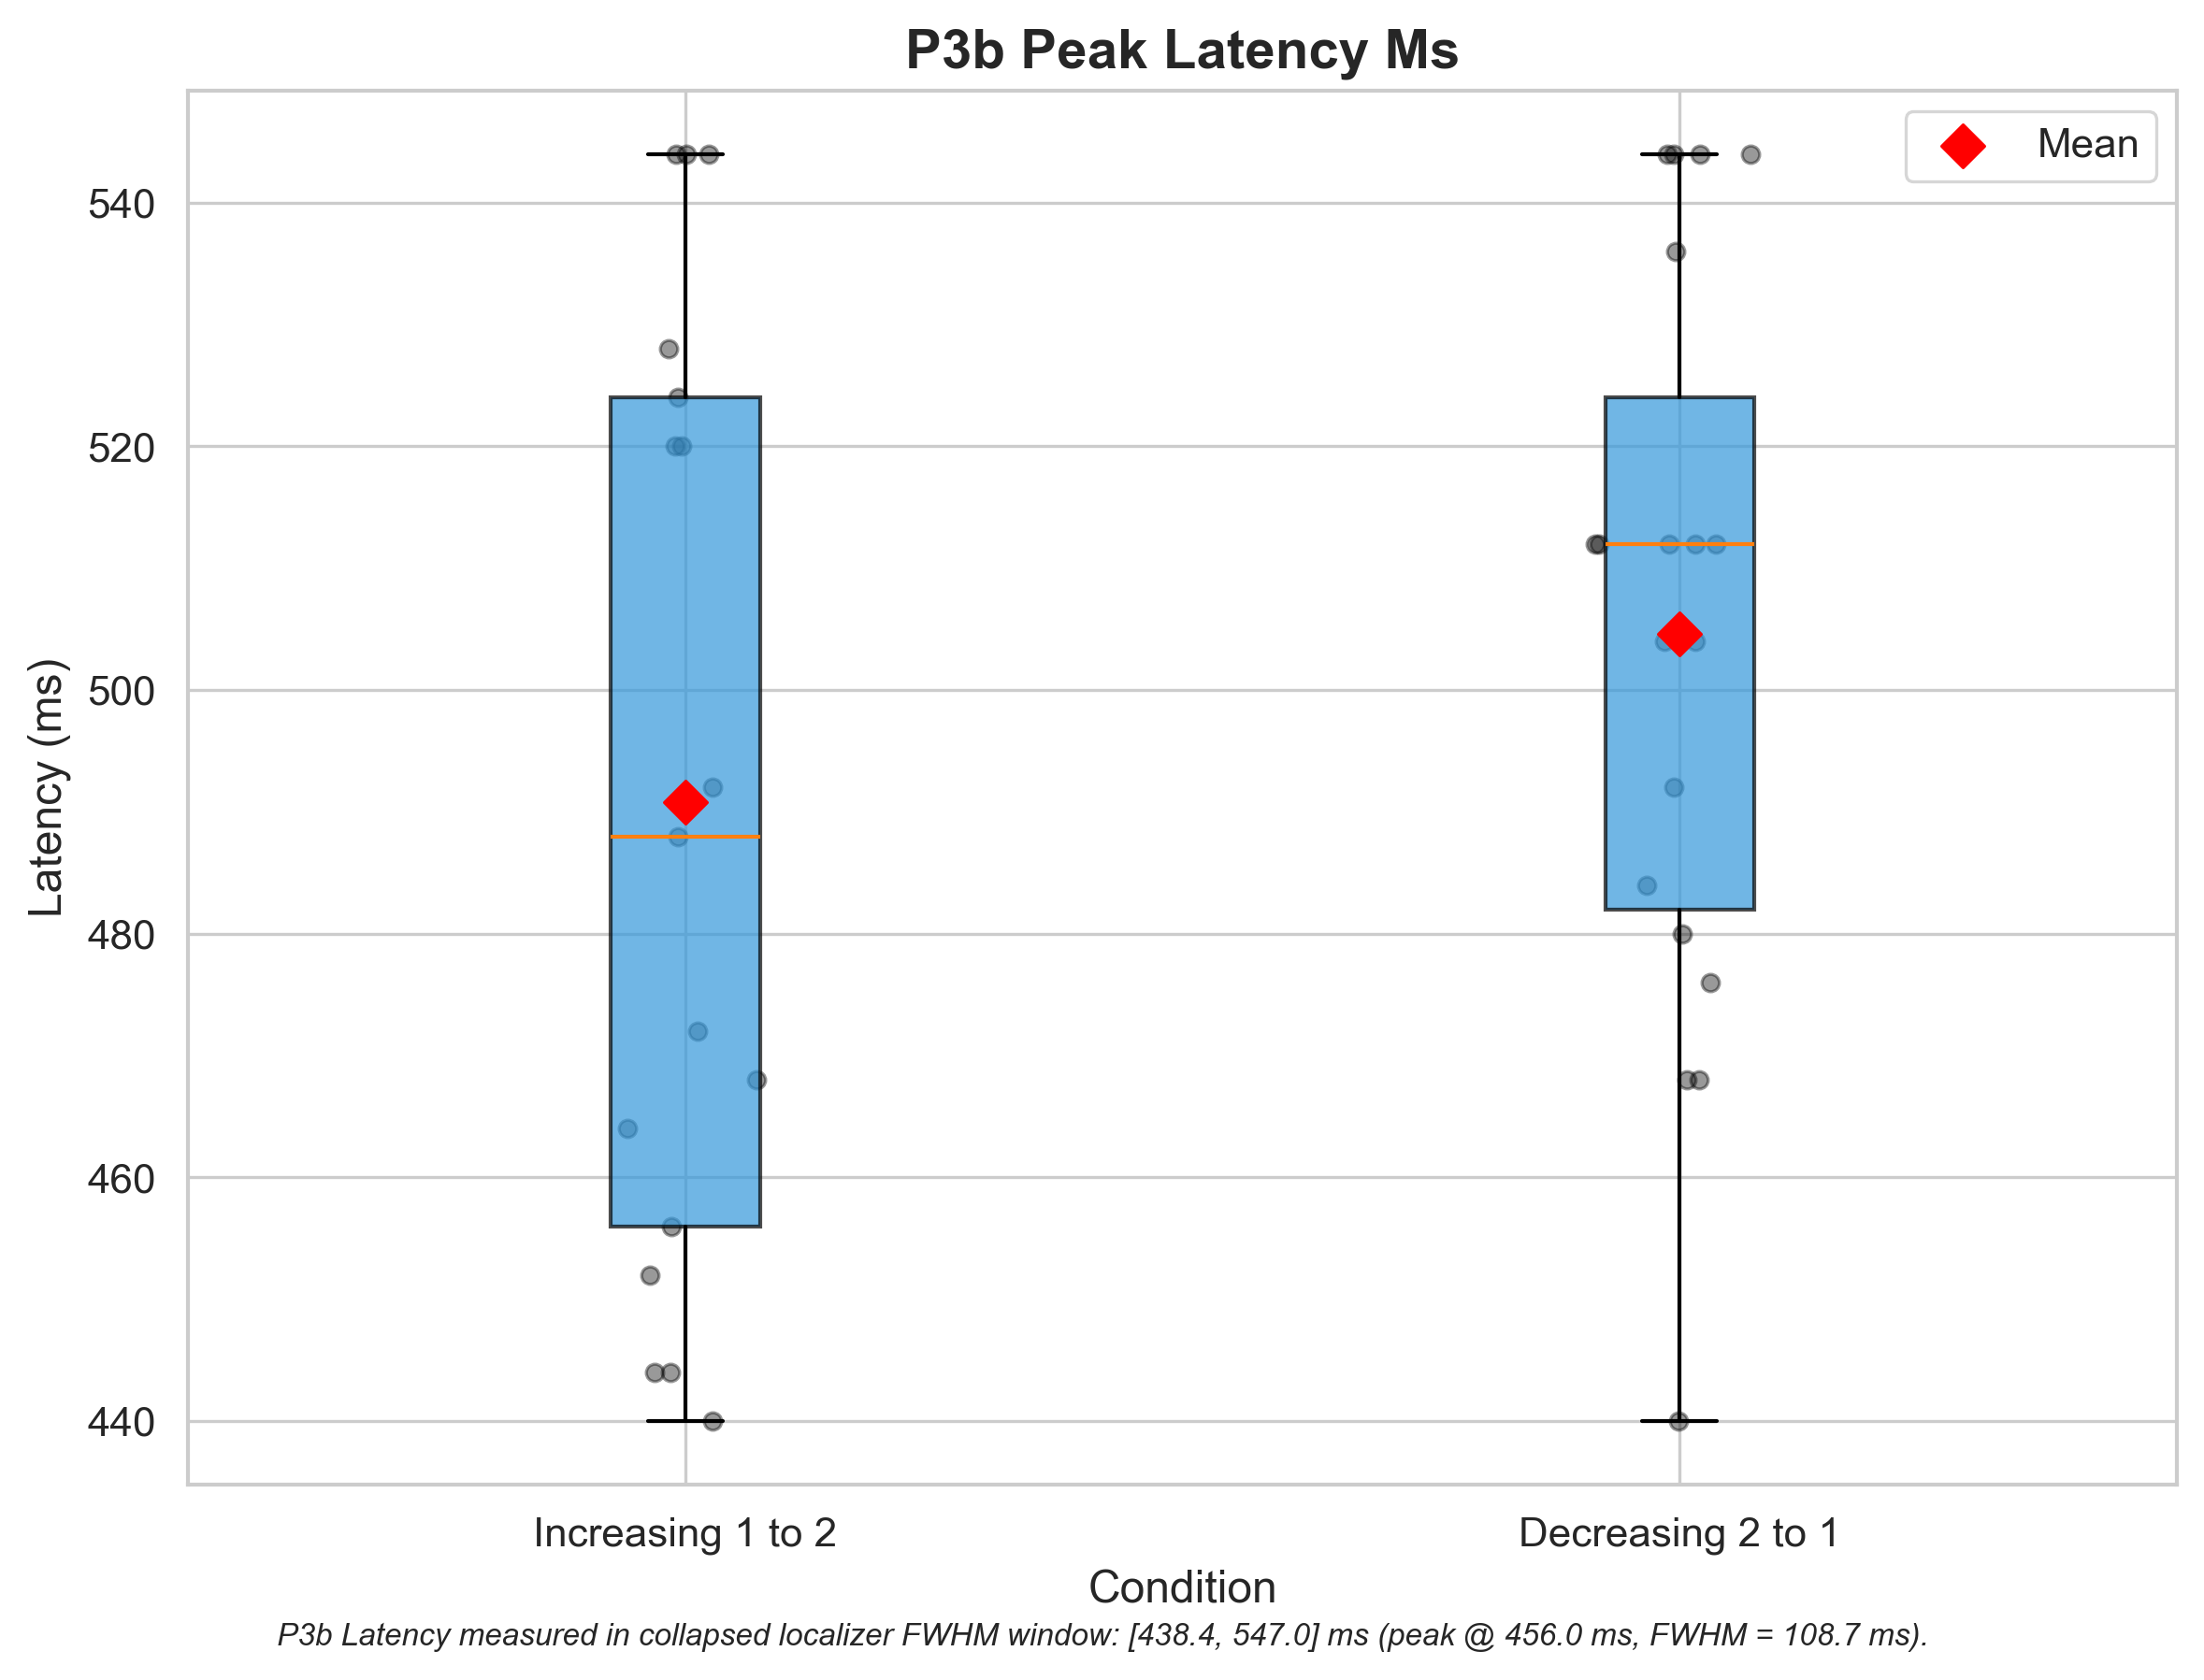 P3b Peak Latency Ms
Mean
540
520
500
480
460
440
Latency (ms)
Increasing 1 to 2
Decreasing 2 to 1
Condition
P3b Latency measured in collapsed localizer FWHM window: [438.4, 547.0] ms (peak @ 456.0 ms, FWHM = 108.7 ms).